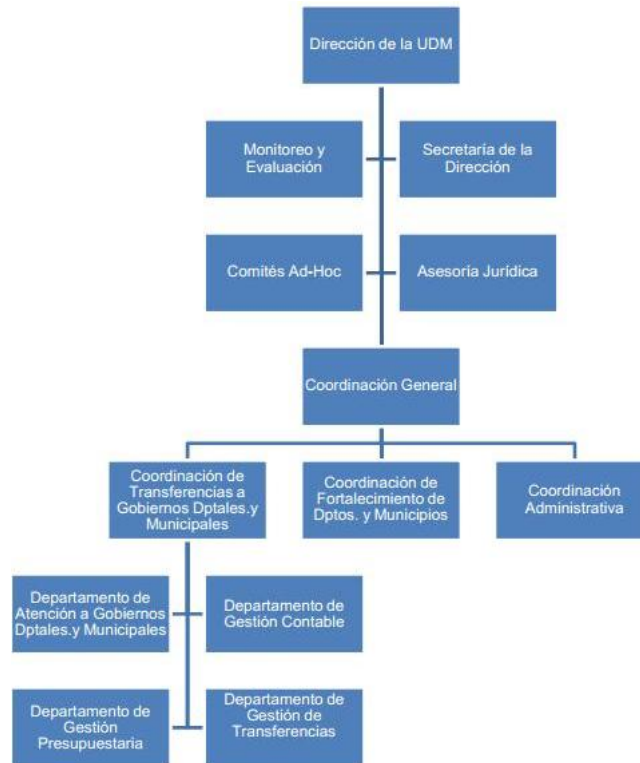 Dirección de la UDM
Monitoreo y
Evaluación
Secretaría de la
Dirección
Comités Ad-Hoc
Asesoría Jurídica
Coordinación General
Coordinación de
Transferencias a
Gobiernos Dptales.y
Municipales
Coordinación de
Fortalecimiento de
Dptos. y Municipios
Coordinación
Administrativa
Departamento de
Atención a Gobiernos
Dptales.y Municipales
Departamento de
Gestión Contable
Departamento de
Gestión
Presupuestaria
Departamento de
Gestión de
Transferencias